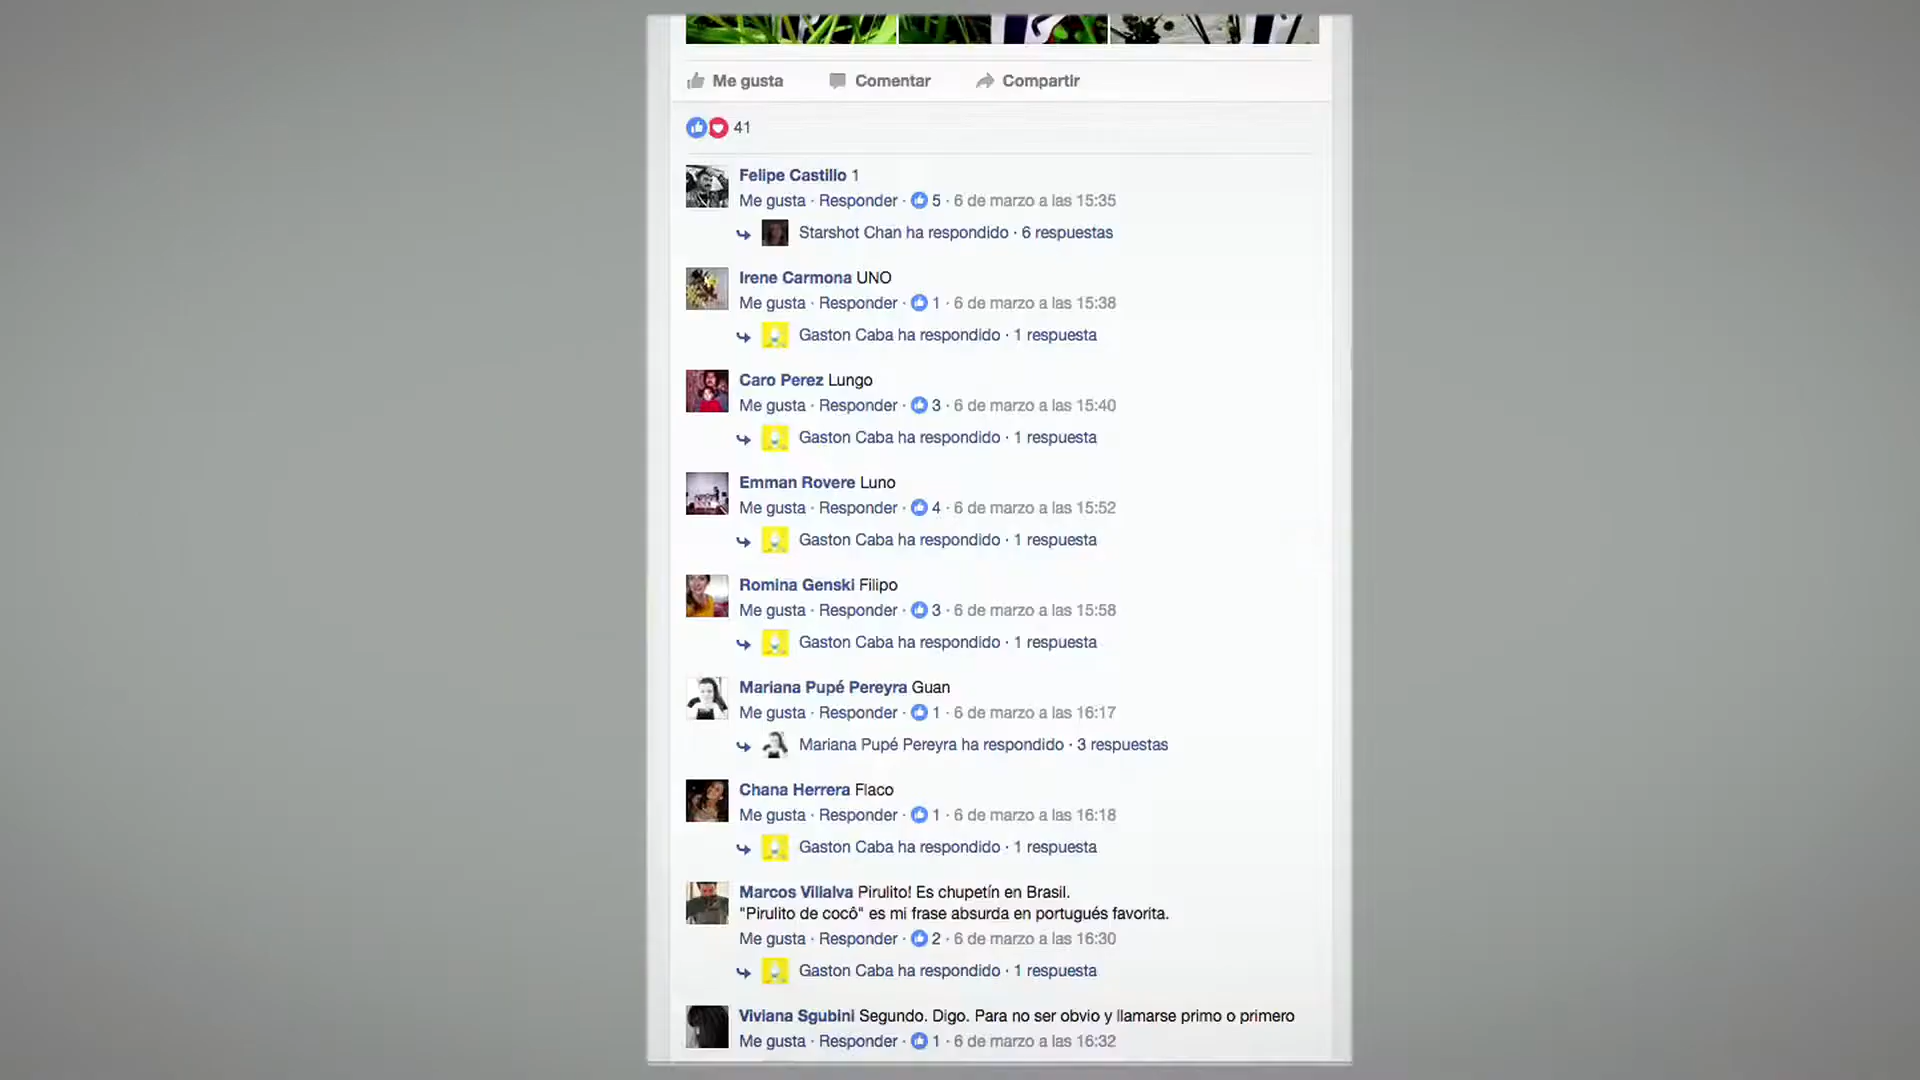 Me gusta Comentar Compartir
41
Felipe Castillo 1
Me gusta · Responder · 5 · 6 de marzo a las 15:35
Starshot Chan ha respondido · 6 respuestas
Irene Carmona UNO
Me gusta · Responder · 1 · 6 de marzo a las 15:38
Gaston Caba ha respondido · 1 respuesta
Caro Perez Lungo
Me gusta · Responder · 3 · 6 de marzo a las 15:40
Gaston Caba ha respondido · 1 respuesta
Emman Rovere Luno
Me gusta · Responder · 4 · 6 de marzo a las 15:52
Gaston Caba ha respondido · 1 respuesta
Romina Genski Filipo
Me gusta · Responder · 3 · 6 de marzo a las 15:58
Gaston Caba ha respondido · 1 respuesta
Mariana Pupé Pereyra Guan
Me gusta · Responder · 1 · 6 de marzo a las 16:17
Mariana Pupé Pereyra ha respondido · 3 respuestas
Chana Herrera Flaco
Me gusta · Responder · 1 · 6 de marzo a las 16:18
Gaston Caba ha respondido · 1 respuesta
Marcos Villalva Pirulito! Es chupetín en Brasil.
"Pirulito de cocô" es mi frase absurda en portugués favorita.
Me gusta · Responder · 2 · 6 de marzo a las 16:30
Gaston Caba ha respondido · 1 respuesta
Viviana Sgubini Segundo. Digo. Para no ser obvio y llamarse primo o primero
Me gusta · Responder · 1 · 6 de marzo a las 16:32